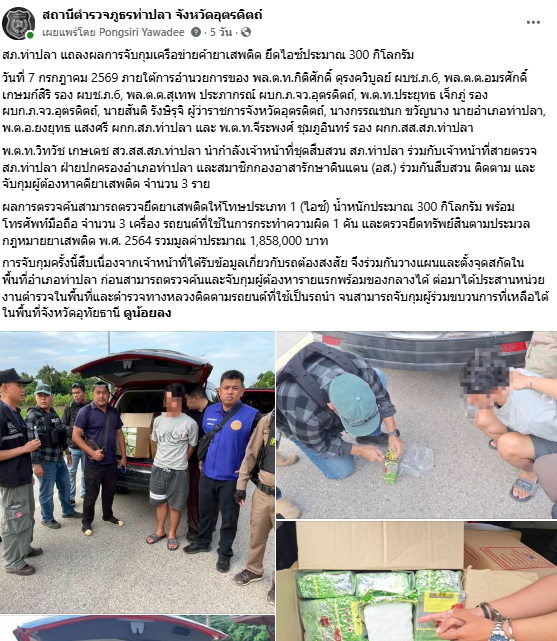 สถานีตำรวจภูธรท่าปลา จังหวัดอุตรดิตถ์
เผยแพร่โดย Pongsiri Yawadee · 5 วัน ·
สภ.ท่าปลา แถลงผลการจับกุมเครือข่ายค้ายาเสพติด ยึดไอซ์ประมาณ 300 กิโลกรัม
วันที่ 7 กรกฎาคม 2569 ภายใต้การอำนวยการของ พล.ต.ท.กิติศักดิ์ ดุรงควิบูลย์ ผบช.ภ.6, พล.ต.ต.อมรศักดิ์
เกษมก์สิริ รอง ผบช.ภ.6, พล.ต.ต.สุเทพ ประภากรณ์ ผบก.ภ.จว.อุตรดิตถ์, พ.ต.ท.ประยุทธ เจ็กภู่ รอง
ผบก.ภ.จว.อุตรดิตถ์, นายสันติ รังษิรุจิ ผู้ว่าราชการจังหวัดอุตรดิตถ์, นางกรรณชนก ขวัญนาง นายอำเภอท่าปลา,
พ.ต.อ.ยงยุทธ แสงศรี ผกก.สภ.ท่าปลา และ พ.ต.ท.จีระพงศ์ ชุมภูอินทร์ รอง ผกก.สส.สภ.ท่าปลา
พ.ต.ท.วิทวัช เกษเดช สว.สส.สภ.ท่าปลา นำกำลังเจ้าหน้าที่ชุดสืบสวน สภ.ท่าปลา ร่วมกับเจ้าหน้าที่สายตรวจ
สภ.ท่าปลา ฝ่ายปกครองอำเภอท่าปลา และสมาชิกกองอาสารักษาดินแดน (อส.) ร่วมกันสืบสวน ติดตาม และ
จับกุมผู้ต้องหาคดียาเสพติด จำนวน 3 ราย
ผลการตรวจค้นสามารถตรวจยึดยาเสพติดให้โทษประเภท 1 (ไอซ์) น้ำหนักประมาณ 300 กิโลกรัม พร้อม
โทรศัพท์มือถือ จำนวน 3 เครื่อง รถยนต์ที่ใช้ในการกระทำความผิด 1 คัน และตรวจยึดทรัพย์สินตามประมวล
กฎหมายยาเสพติด พ.ศ. 2564 รวมมูลค่าประมาณ 1,858,000 บาท
การจับกุมครั้งนี้สืบเนื่องจากเจ้าหน้าที่ได้รับข้อมูลเกี่ยวกับรถต้องสงสัย จึงร่วมกันวางแผนและตั้งจุดสกัดใน
พื้นที่อำเภอท่าปลา ก่อนสามารถตรวจค้นและจับกุมผู้ต้องหารายแรกพร้อมของกลางได้ ต่อมาได้ประสานหน่วย
งานตำรวจในพื้นที่และตำรวจทางหลวงติดตามรถยนต์ที่ใช้เป็นรถนำ จนสามารถจับกุมผู้ร่วมขบวนการที่เหลือได้
ในพื้นที่จังหวัดอุทัยธานี ดูน้อยลง